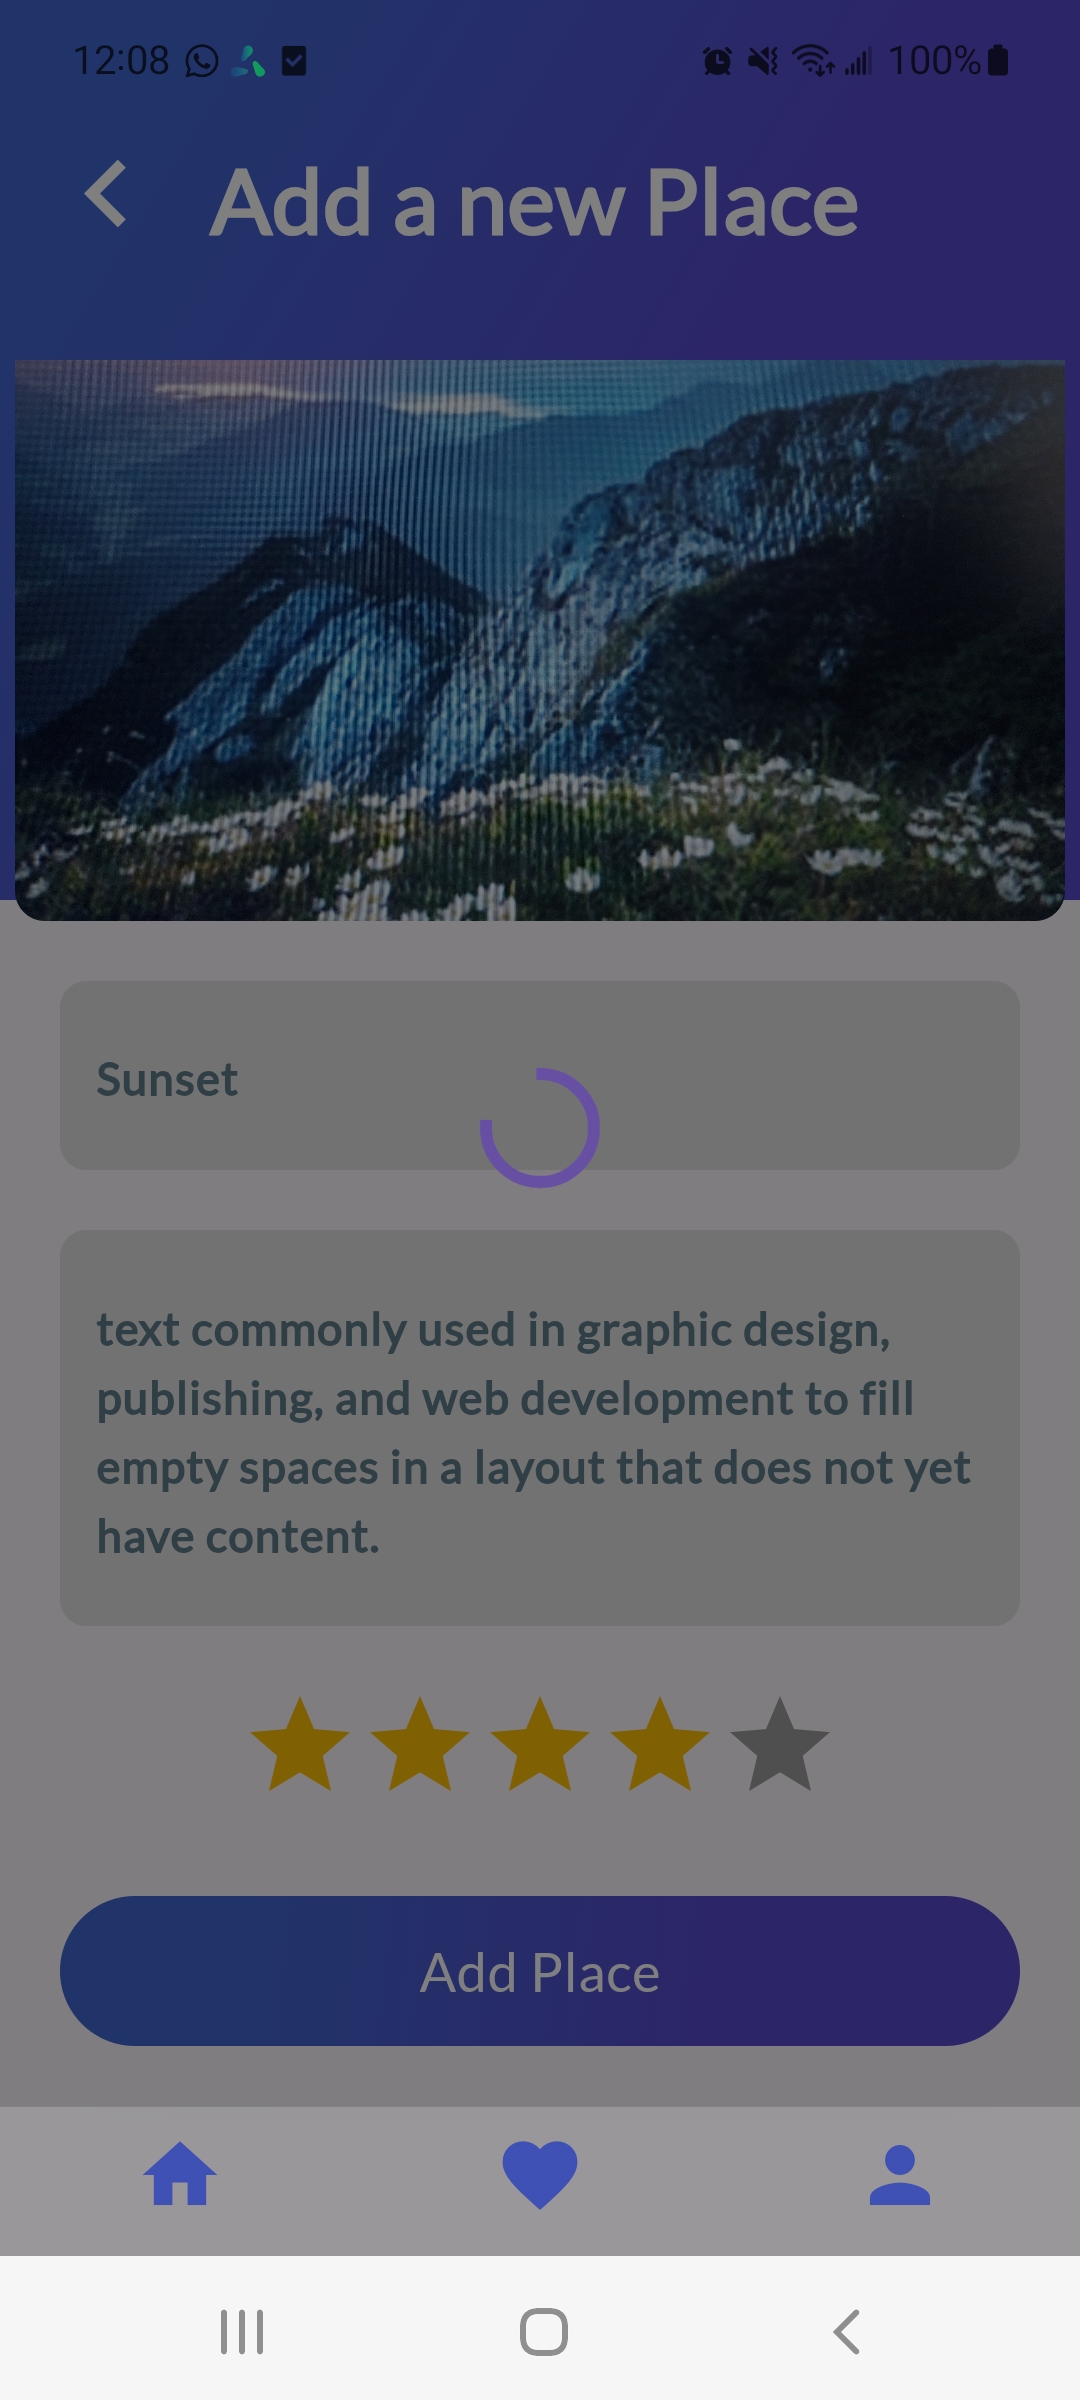 12:08
100%
Add a new Place
Sunset
text commonly used in graphic design,
publishing, and web development to fill
empty spaces in a layout that does not yet
have content.
Add Place